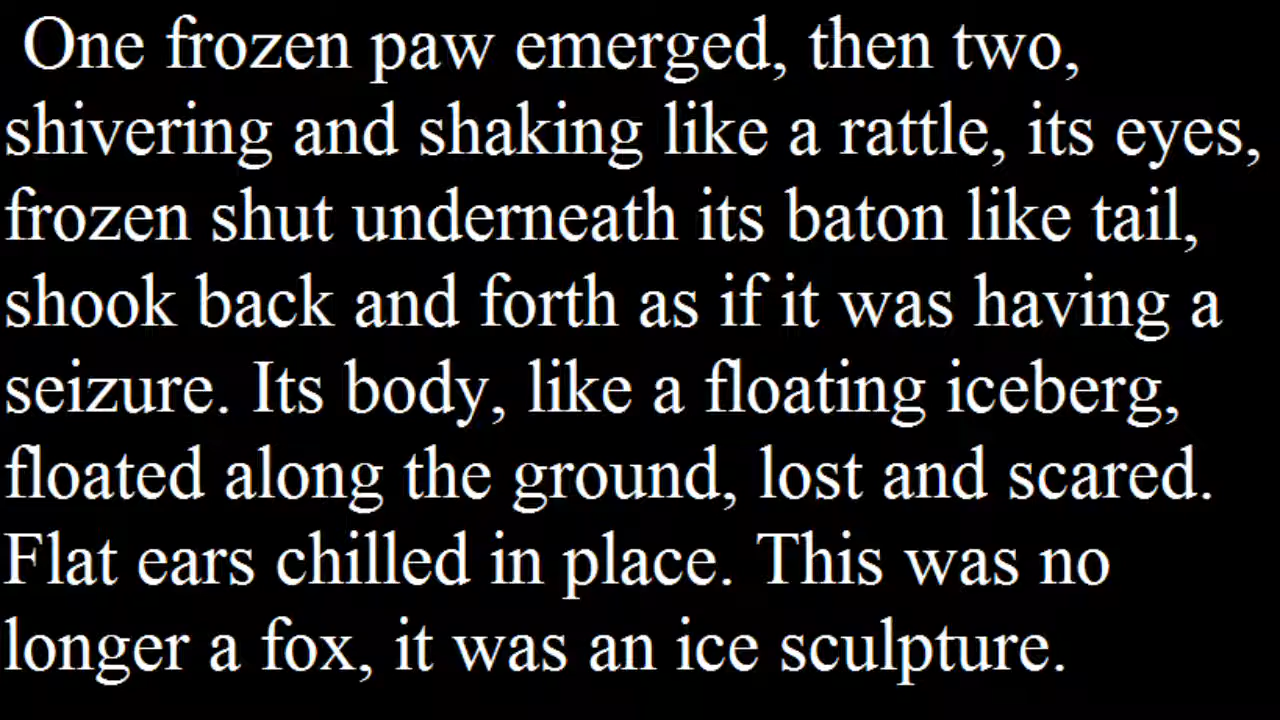 One frozen paw emerged, then two,
shivering and shaking like a rattle, its eyes,
frozen shut underneath its baton like tail,
shook back and forth as if it was having a
seizure. Its body, like a floating iceberg,
floated along the ground, lost and scared.
Flat ears chilled in place. This was no
longer a fox, it was an ice sculpture.